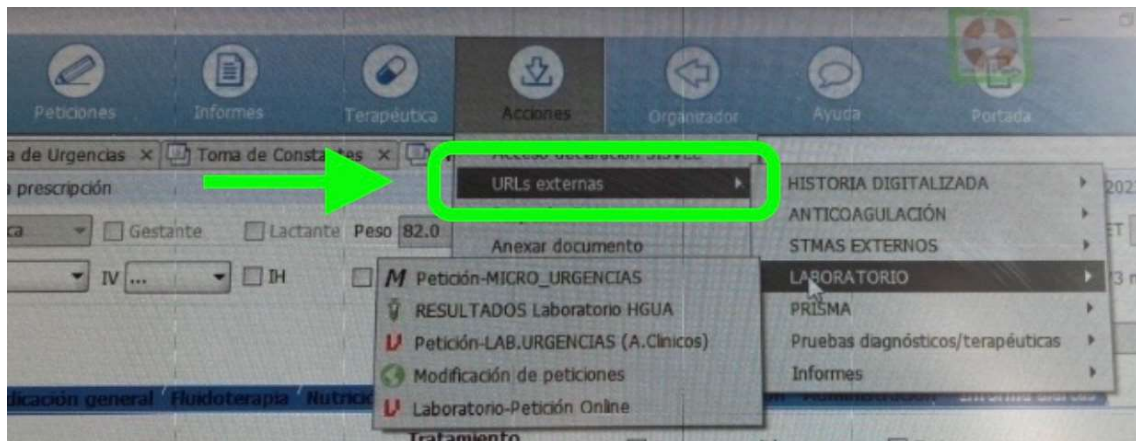 Peticiones Informes Terapéutica Acciones Organizador Ayuda Portada
a de Urgencias × Toma de Constantes ×
URLs externas
a prescripción
HISTORIA DIGITALIZADA
ANTICOAGULACIÓN
Gestante Lactante Peso 82.0
Anexar documento
STMAS EXTERNOS
IV ... IH
M Petición-MICRO_URGENCIAS
LABORATORIO
RESULTADOS Laboratorio HGUA
PRISMA
Petición-LAB.URGENCIAS (A.Clinicos)
Pruebas diagnósticos/terapéuticas
Modificación de peticiones
Informes
Fluidoterapia
Laboratorio-Petición Online
Tratamiento